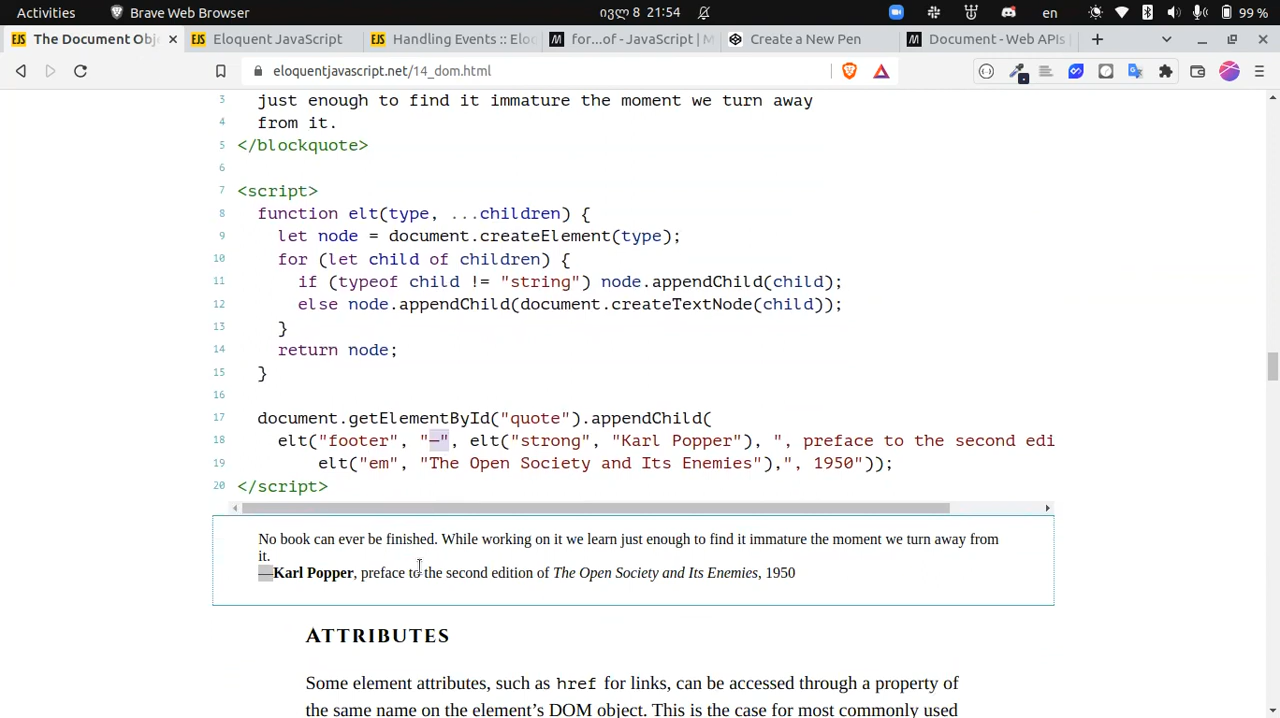 Activities
Brave Web Browser
ივლ 8 21:54
en
99 %
The Document Obj
Eloquent JavaScript
Handling Events :: Elo
for...of - JavaScript | M
Create a New Pen
Document - Web APIs |
eloquentjavascript.net/14_dom.html
3 just enough to find it immature the moment we turn away
4 from it.
5 </blockquote>
6
7 <script>
8 function elt(type, ...children) {
9 let node = document.createElement(type);
10 for (let child of children) {
11 if (typeof child != "string") node.appendChild(child);
12 else node.appendChild(document.createTextNode(child));
13 }
14 return node;
15 }
16
17 document.getElementById("quote").appendChild(
18 elt("footer", "—", elt("strong", "Karl Popper"), ", preface to the second edi
19 elt("em", "The Open Society and Its Enemies"),", 1950"));
20 </script>
No book can ever be finished. While working on it we learn just enough to find it immature the moment we turn away from
it.
—Karl Popper, preface to the second edition of The Open Society and Its Enemies, 1950
ATTRIBUTES
Some element attributes, such as href for links, can be accessed through a property of
the same name on the element's DOM object. This is the case for most commonly used